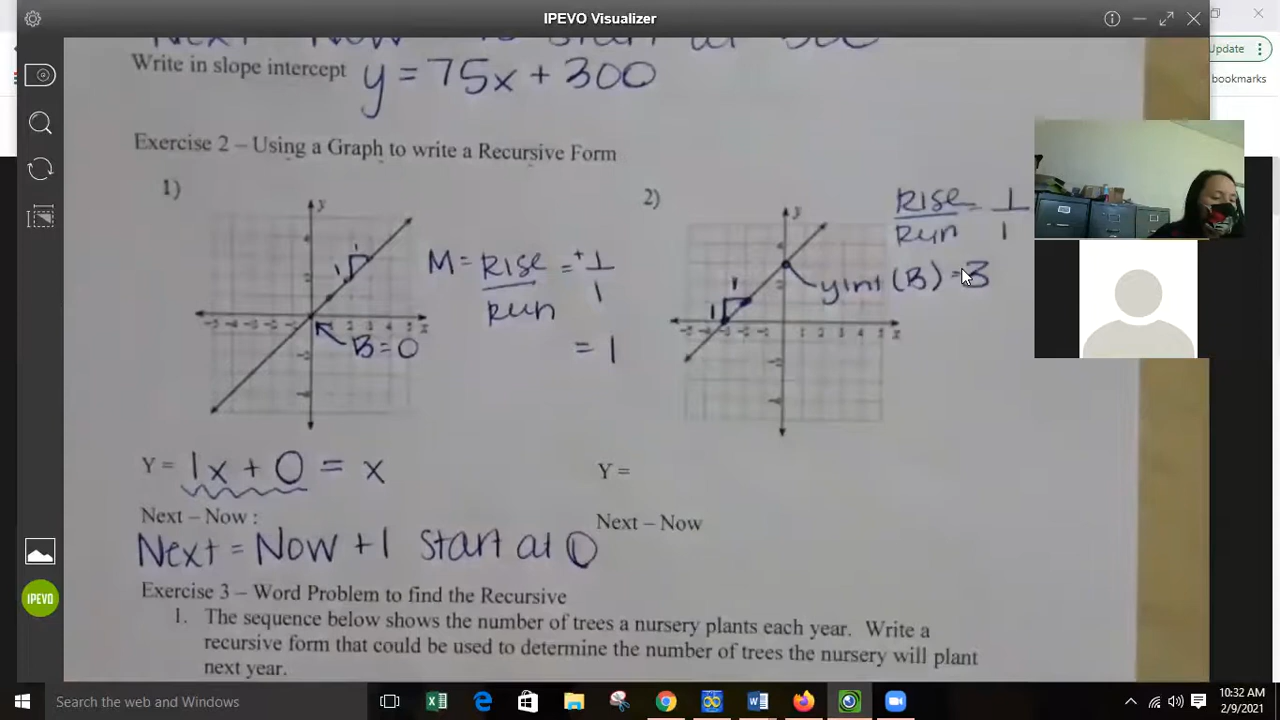 IPEVO Visualizer
Update
bookmarks
Write in slope intercept y = 75x + 300
Exercise 2 – Using a Graph to write a Recursive Form
1)
y
M = Rise = +1
Run 1
= 1
B = 0
x
2)
y
Rise = 1
Run 1
yint (B) = 3
x
Y = 1x + 0 = x
Y =
Next – Now :
Next – Now
Next = Now + 1 start at 0
Exercise 3 – Word Problem to find the Recursive
1. The sequence below shows the number of trees a nursery plants each year. Write a
recursive form that could be used to determine the number of trees the nursery will plant
next year.
IPEVO
Search the web and Windows
10:32 AM
2/9/2021